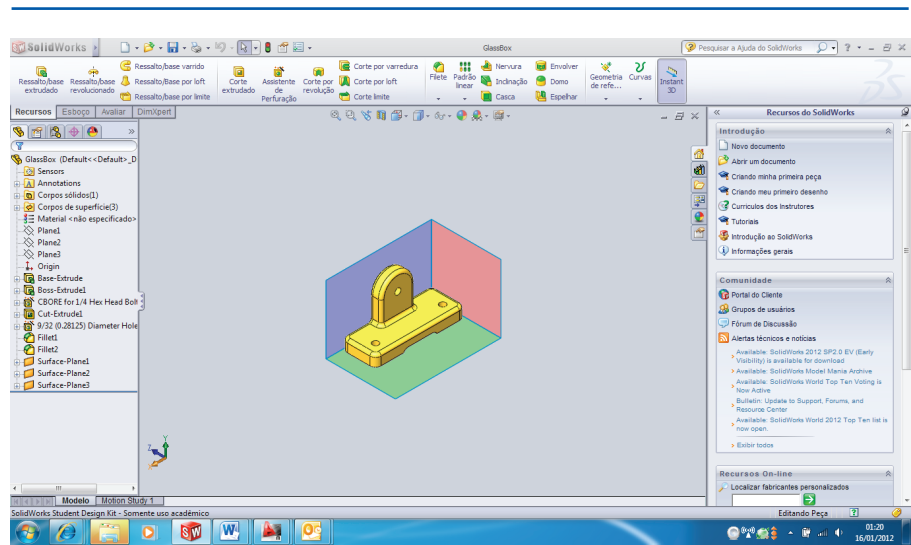 SolidWorks
GlassBox
Pesquisar a Ajuda do SolidWorks
Ressalto/base extrudado
Ressalto/base revolucionado
Ressalto/base varrido
Ressalto/base por loft
Ressalto/base por limite
Corte extrudado
Assistente de Perfuração
Corte por revolução
Corte por varredura
Corte por loft
Corte limite
Filete
Padrão linear
Nervura
Inclinação
Casca
Envolver
Domo
Espelhar
Geometria de refe...
Curvas
Instant 3D
Recursos Esboço Avaliar DimXpert
GlassBox (Default<<Default>_D
Sensors
Annotations
Corpos sólidos(1)
Corpos de superfície(3)
Material <não especificado>
Plane1
Plane2
Plane3
Origin
Base-Extrude
Boss-Extrude1
CBORE for 1/4 Hex Head Bolt
Cut-Extrude1
9/32 (0.28125) Diameter Hole
Fillet1
Fillet2
Surface-Plane1
Surface-Plane2
Surface-Plane3
Y
Z
Modelo Motion Study 1
SolidWorks Student Design Kit - Somente uso acadêmico
Editando Peça
Recursos do SolidWorks
Introdução
Novo documento
Abrir um documento
Criando minha primeira peça
Criando meu primeiro desenho
Currículos dos instrutores
Tutoriais
Introdução ao SolidWorks
Informações gerais
Comunidade
Portal do Cliente
Grupos de usuários
Fórum de Discussão
Alertas técnicos e notícias
Available: SolidWorks 2012 SP2.0 EV (Early
Visibility) is available for download
Available: SolidWorks Model Mania Archive
Available: SolidWorks World Top Ten Voting is
Now Active
Bulletin: Update to Support, Forums, and
Resource Center
Available: SolidWorks World 2012 Top Ten list is
now open.
Exibir todos
Recursos On-line
Localizar fabricantes personalizados
01:20
16/01/2012